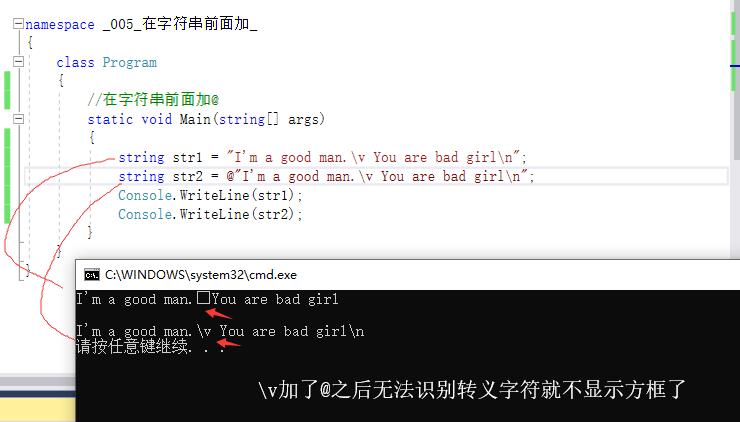 namespace _005_在字符串前面加_
{
class Program
{
//在字符串前面加@
static void Main(string[] args)
{
string str1 = "I'm a good man.\v You are bad girl\n";
string str2 = @"I'm a good man.\v You are bad girl\n";
Console.WriteLine(str1);
Console.WriteLine(str2);
}
}
}
C:\WINDOWS\system32\cmd.exe
I'm a good man.□You are bad girl
I'm a good man.\v You are bad girl\n
请按任意键继续. . .
\v加了@之后无法识别转义字符就不显示方框了